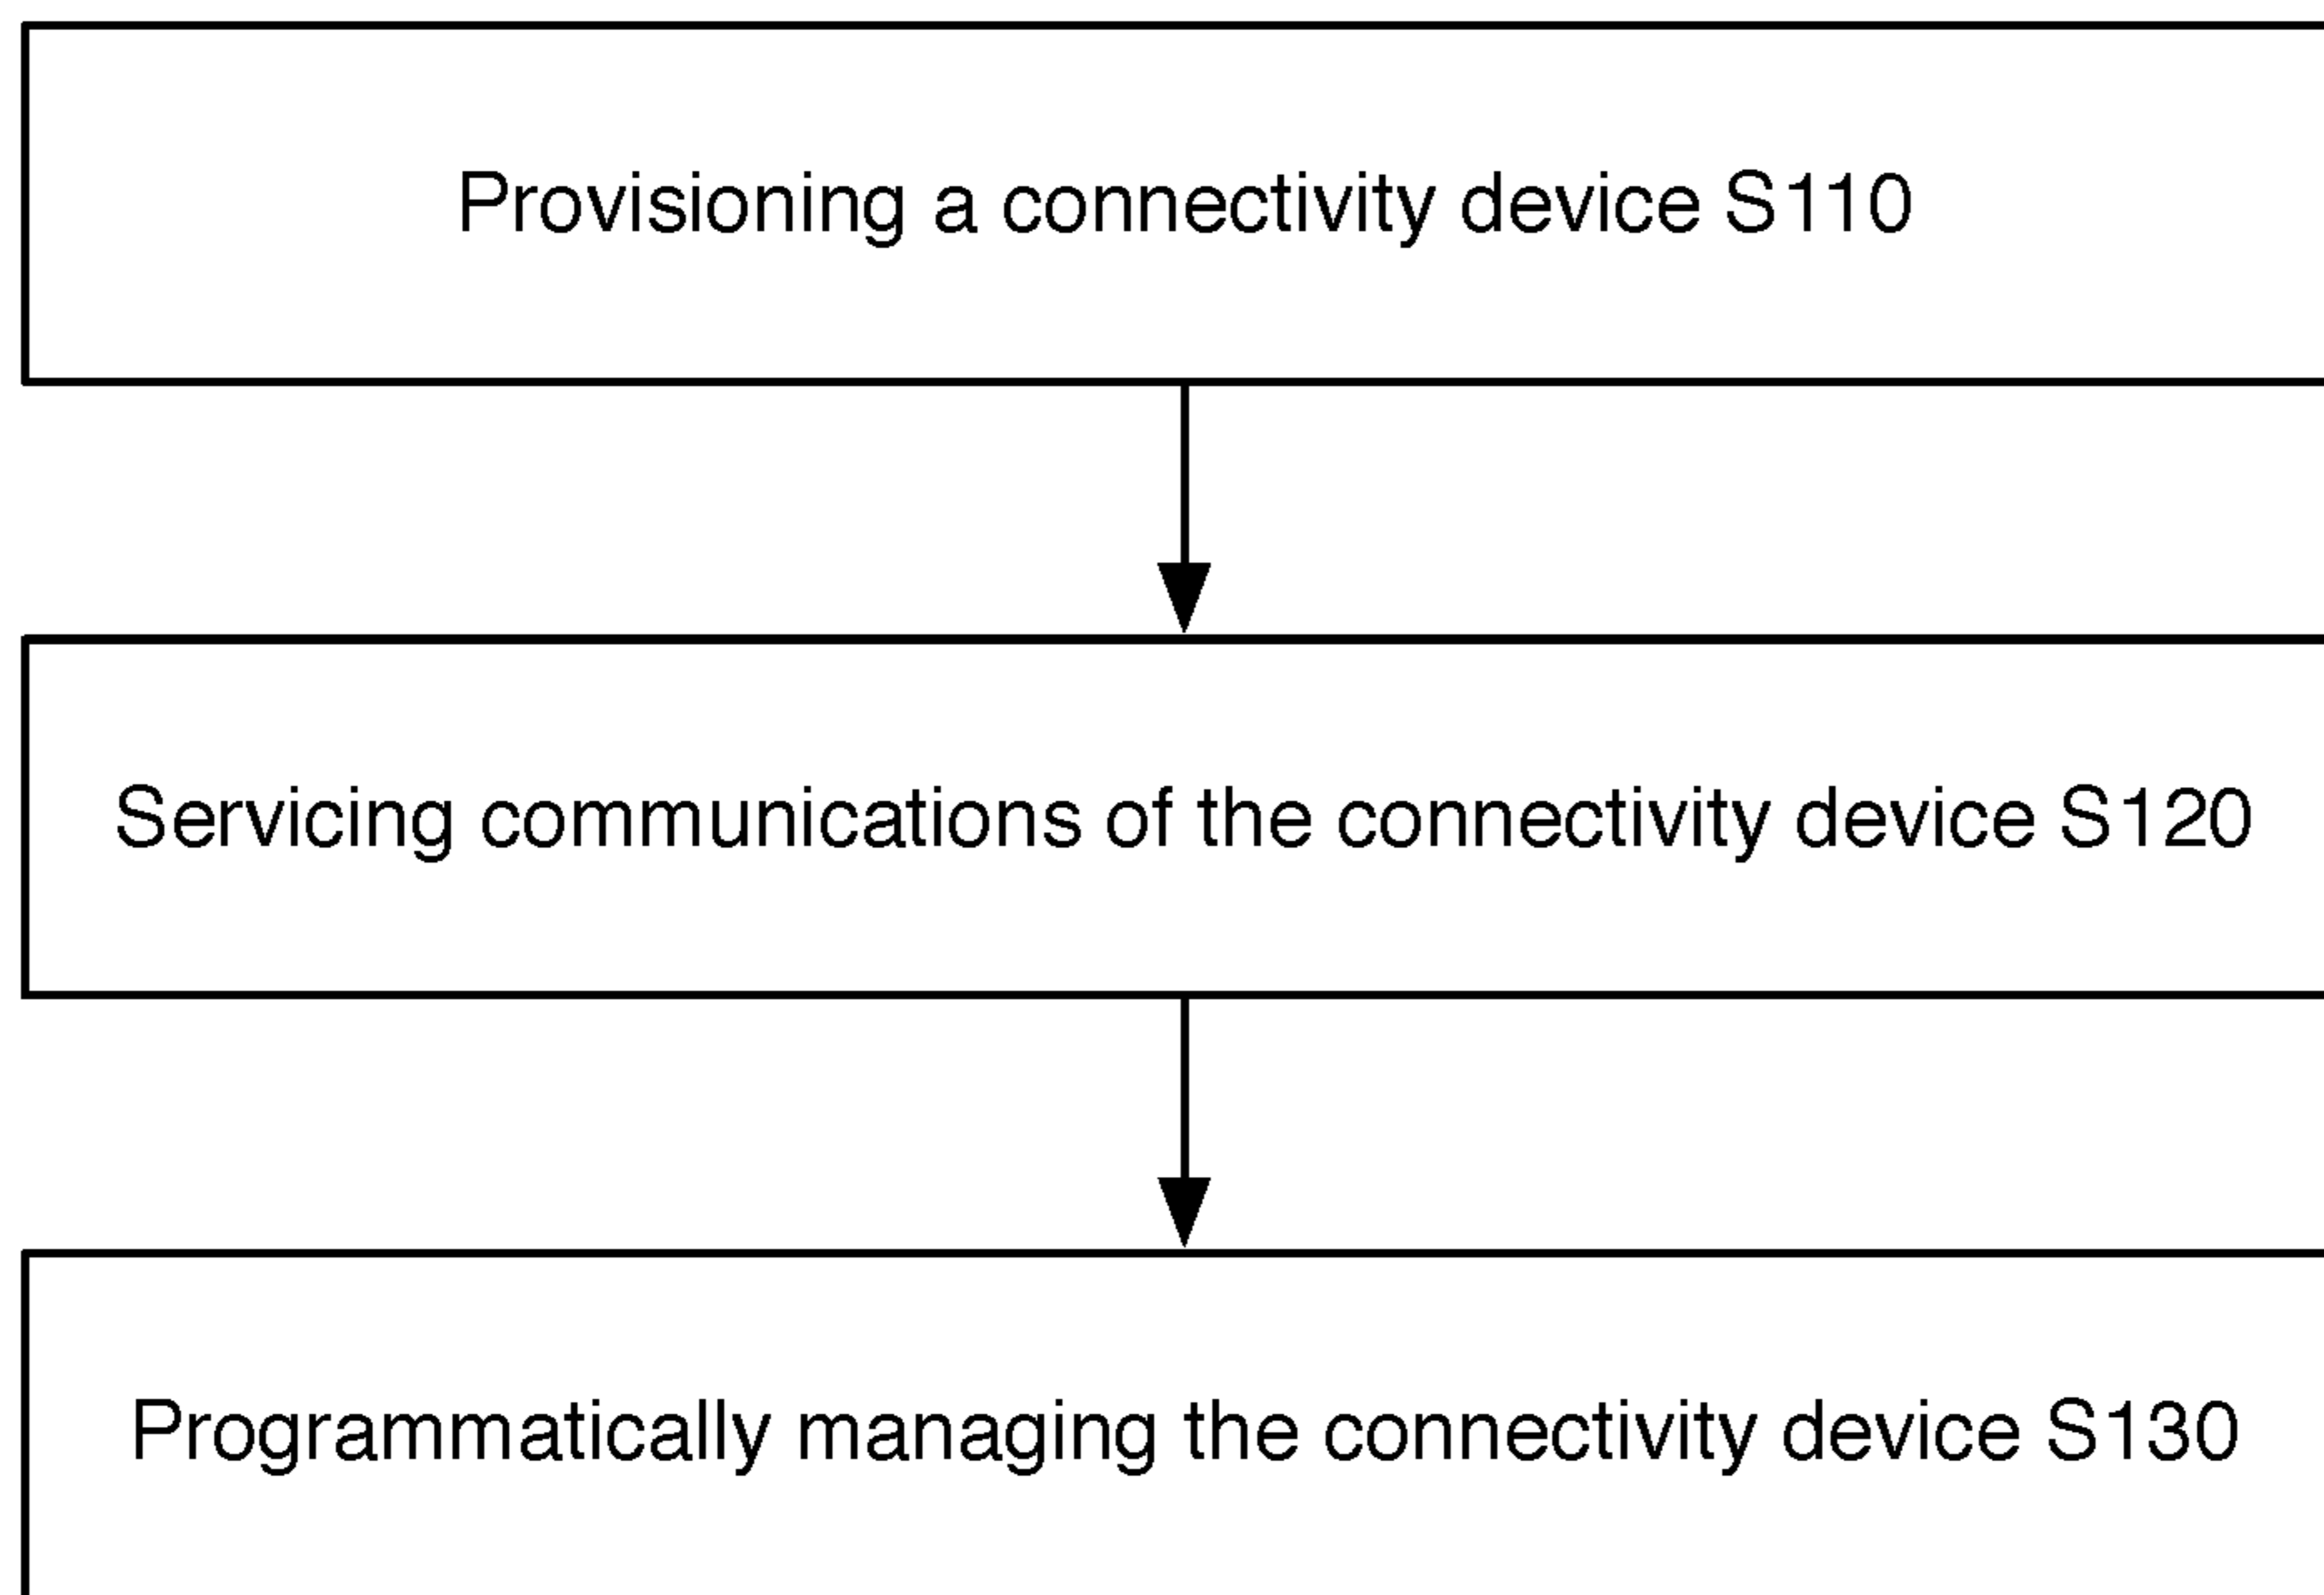 Provisioning a connectivity device S110
Servicing communications of the connectivity device S120
Programmatically managing the connectivity device S130